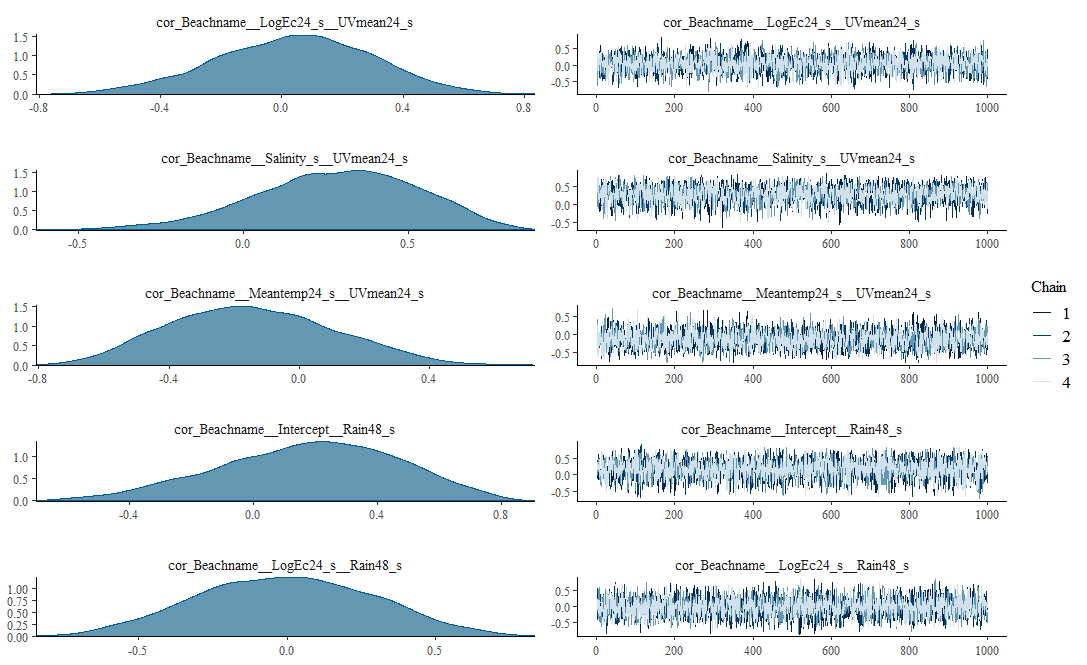 cor_Beachname__LogEc24_s__UVmean24_s
1.5
1.0
0.5
0.0
-0.8 -0.4 0.0 0.4 0.8
cor_Beachname__LogEc24_s__UVmean24_s
0.5
0.0
-0.5
0 200 400 600 800 1000
cor_Beachname__Salinity_s__UVmean24_s
1.5
1.0
0.5
0.0
-0.5 0.0 0.5
cor_Beachname__Salinity_s__UVmean24_s
0.5
0.0
-0.5
0 200 400 600 800 1000
cor_Beachname__Meantemp24_s__UVmean24_s
1.5
1.0
0.5
0.0
-0.8 -0.4 0.0 0.4
cor_Beachname__Meantemp24_s__UVmean24_s
0.5
0.0
-0.5
0 200 400 600 800 1000
cor_Beachname__Intercept__Rain48_s
1.0
0.5
0.0
-0.4 0.0 0.4 0.8
cor_Beachname__Intercept__Rain48_s
0.5
0.0
-0.5
0 200 400 600 800 1000
cor_Beachname__LogEc24_s__Rain48_s
1.00
0.75
0.50
0.25
0.00
-0.5 0.0 0.5
cor_Beachname__LogEc24_s__Rain48_s
0.5
0.0
-0.5
0 200 400 600 800 1000
Chain
1
2
3
4